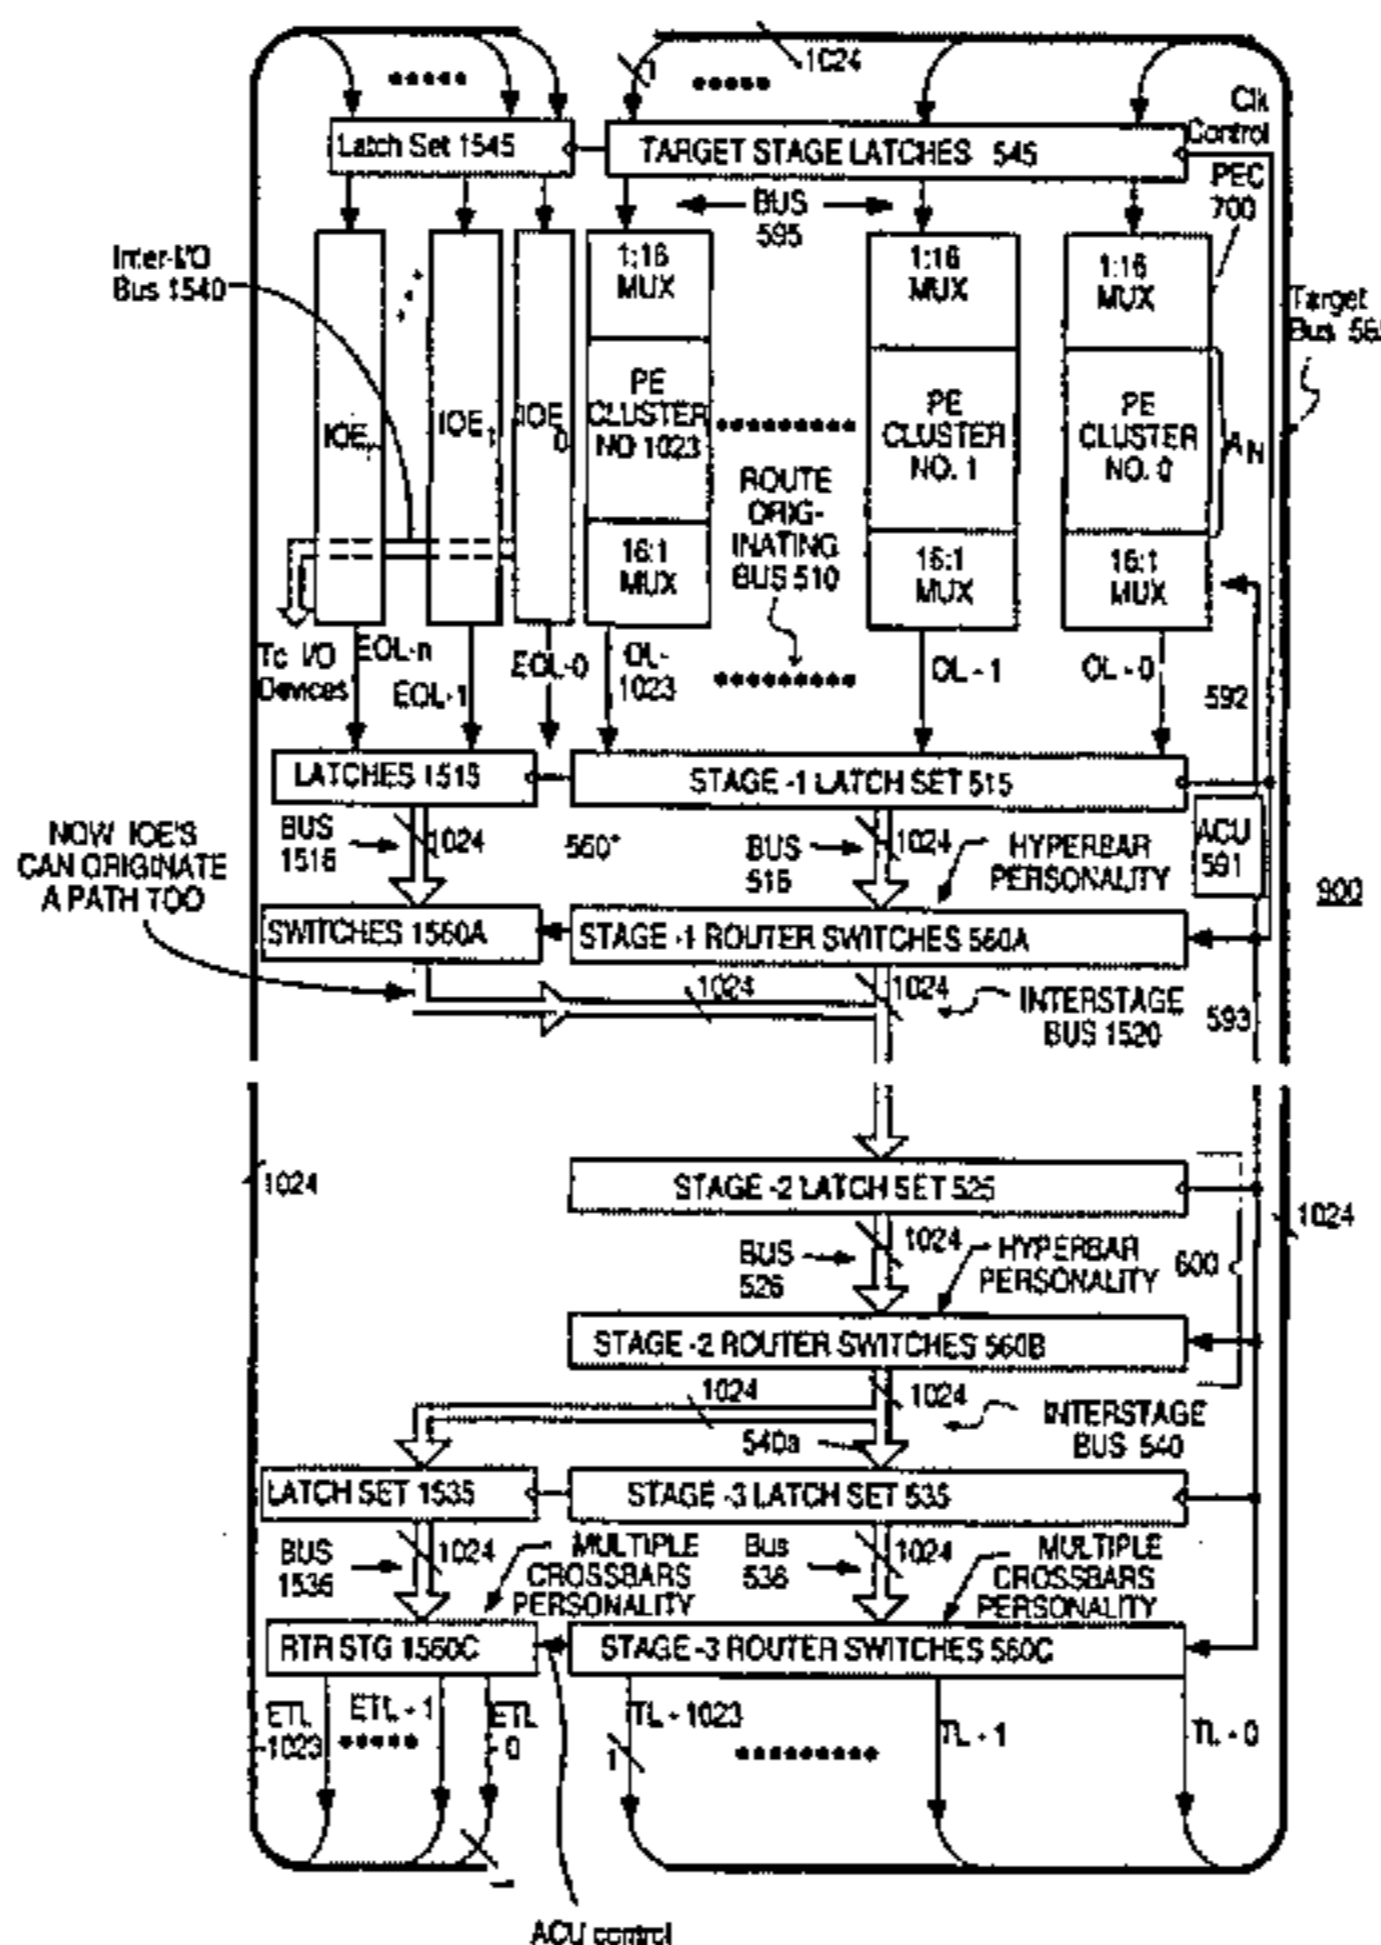 1 1024
Clk
Control
Latch Set 1545 TARGET STAGE LATCHES 545
PEC
700
BUS
595
Inter-I/O
Bus 1540
1:16
MUX
1:16
MUX
1:16
MUX
Target
Bus
IOE
IOE 1
IOE 0
PE
CLUSTER
NO 1023
PE
CLUSTER
NO. 1
PE
CLUSTER
NO. 0
A N
ROUTE
ORIG-
INATING
BUS 510
16:1
MUX
16:1
MUX
16:1
MUX
To I/O
Devices
EOL-n
EOL-1
EOL-0
OL-
1023
OL - 1
OL - 0
592
LATCHES 1515 STAGE -1 LATCH SET 515
NOW IOE'S
CAN ORIGINATE
A PATH TOO
BUS
1516
1024
560"
BUS
516
1024
HYPERBAR
PERSONALITY
ACU
591
900
SWITCHES 1560A STAGE -1 ROUTER SWITCHES 560A
1024
1024
INTERSTAGE
BUS 1520
593
1024
STAGE -2 LATCH SET 525
1024
BUS
526
1024
HYPERBAR
PERSONALITY
600
STAGE -2 ROUTER SWITCHES 560B
1024
1024
INTERSTAGE
BUS 540
540a
LATCH SET 1535 STAGE -3 LATCH SET 535
BUS
1536
1024
MULTIPLE
CROSSBARS
PERSONALITY
Bus
536
1024
MULTIPLE
CROSSBARS
PERSONALITY
RTR STG 1560C STAGE -3 ROUTER SWITCHES 560C
ETL
-1023
ETL - 1
ETL
- 0
TL - 1023
1
TL - 1
TL - 0
1
ACU control